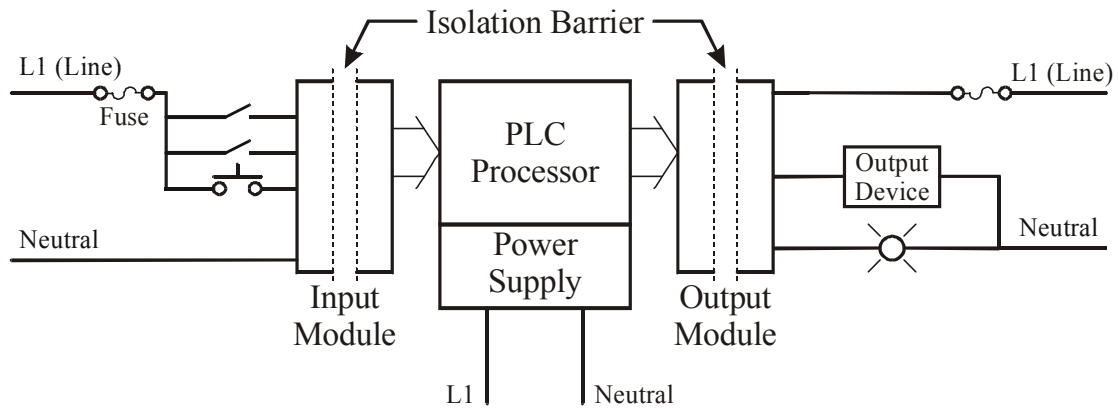 Isolation Barrier
L1 (Line)
Fuse
Neutral
Input
Module
PLC
Processor
Power
Supply
L1
Neutral
Output
Module
L1 (Line)
Output
Device
Neutral